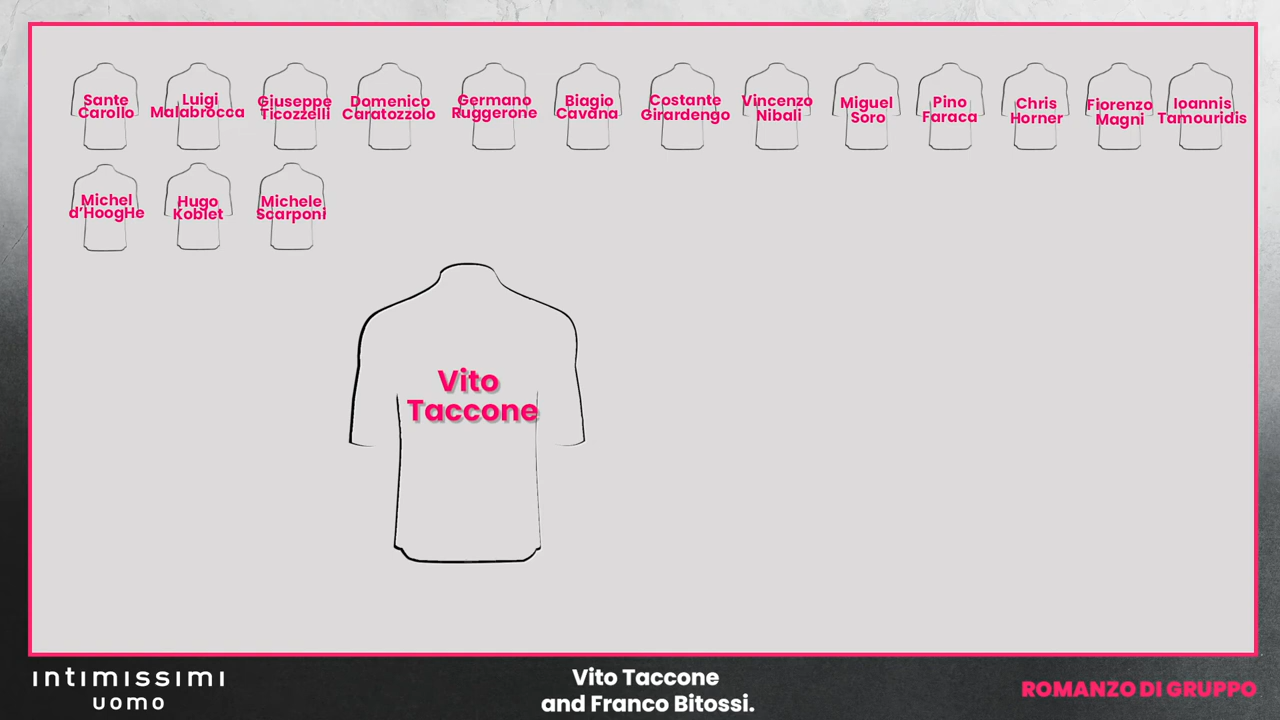 Sante
Carollo
Luigi
Malabrocca
Giuseppe
Ticozzelli
Domenico
Caratozzolo
Germano
Ruggerone
Biagio
Cavana
Costante
Girardengo
Vincenzo
Nibali
Miguel
Soro
Pino
Faraca
Chris
Horner
Fiorenzo
Magni
Ioannis
Tamouridis
Michel
d'HoogHe
Hugo
Koblet
Michele
Scarponi
Vito
Taccone
intimissimi
uomo
Vito Taccone
and Franco Bitossi.
ROMANZO DI GRUPPO